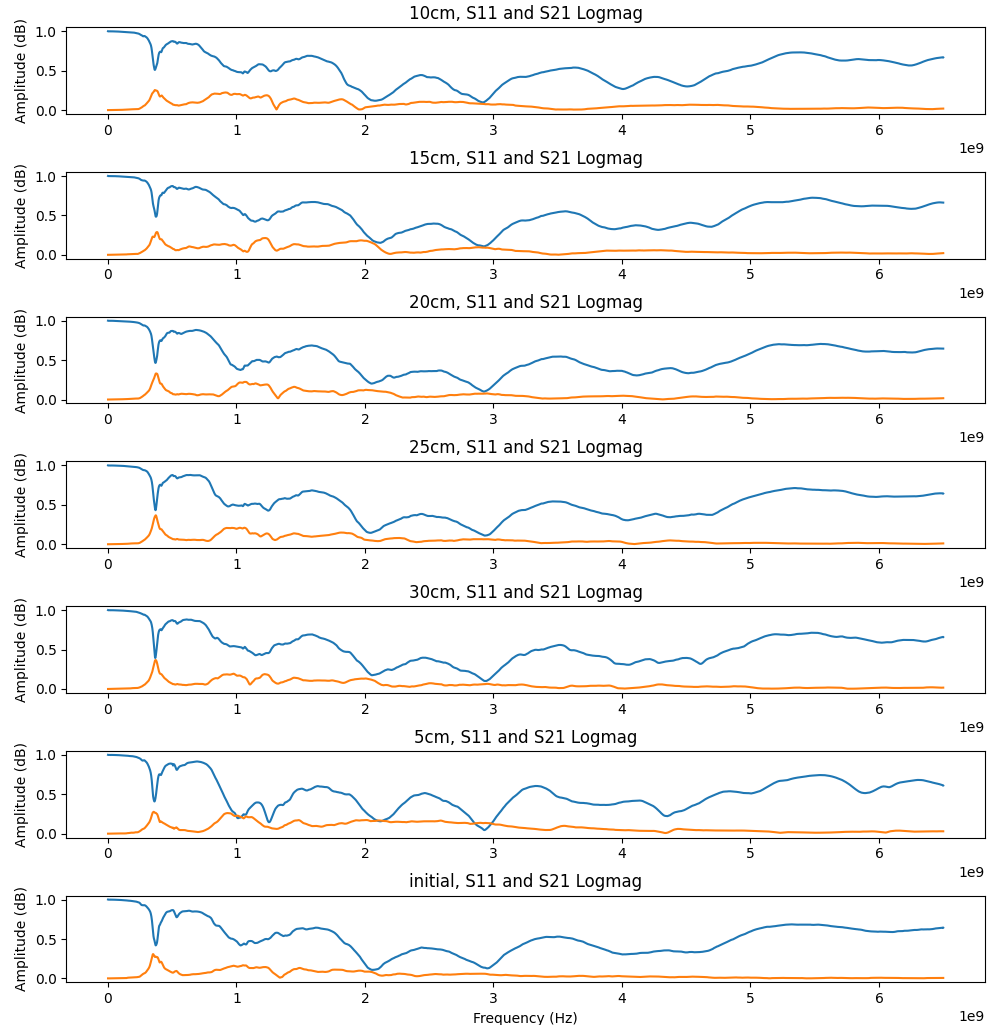 10cm, S11 and S21 Logmag
Amplitude (dB)
1.0
0.5
0.0
0 1 2 3 4 5 6
1e9
15cm, S11 and S21 Logmag
Amplitude (dB)
1.0
0.5
0.0
0 1 2 3 4 5 6
1e9
20cm, S11 and S21 Logmag
Amplitude (dB)
1.0
0.5
0.0
0 1 2 3 4 5 6
1e9
25cm, S11 and S21 Logmag
Amplitude (dB)
1.0
0.5
0.0
0 1 2 3 4 5 6
1e9
30cm, S11 and S21 Logmag
Amplitude (dB)
1.0
0.5
0.0
0 1 2 3 4 5 6
1e9
5cm, S11 and S21 Logmag
Amplitude (dB)
1.0
0.5
0.0
0 1 2 3 4 5 6
1e9
initial, S11 and S21 Logmag
Amplitude (dB)
1.0
0.5
0.0
0 1 2 3 4 5 6
Frequency (Hz)
1e9